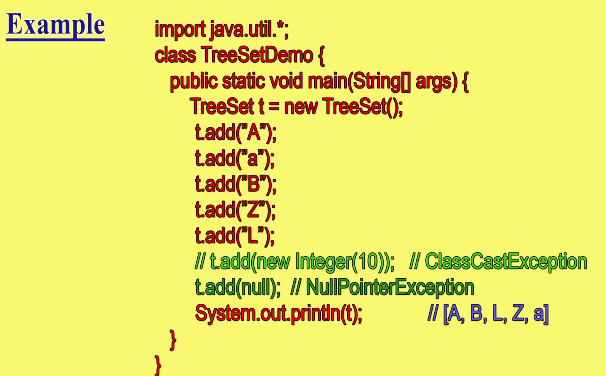 Example
import java.util.*;
class TreeSetDemo {
public static void main(String[] args) {
TreeSet t = new TreeSet();
t.add("A");
t.add("a");
t.add("B");
t.add("Z");
t.add("L");
// t.add(new Integer(10)); // ClassCastException
t.add(null); // NullPointerException
System.out.println(t); // [A, B, L, Z, a]
}
}